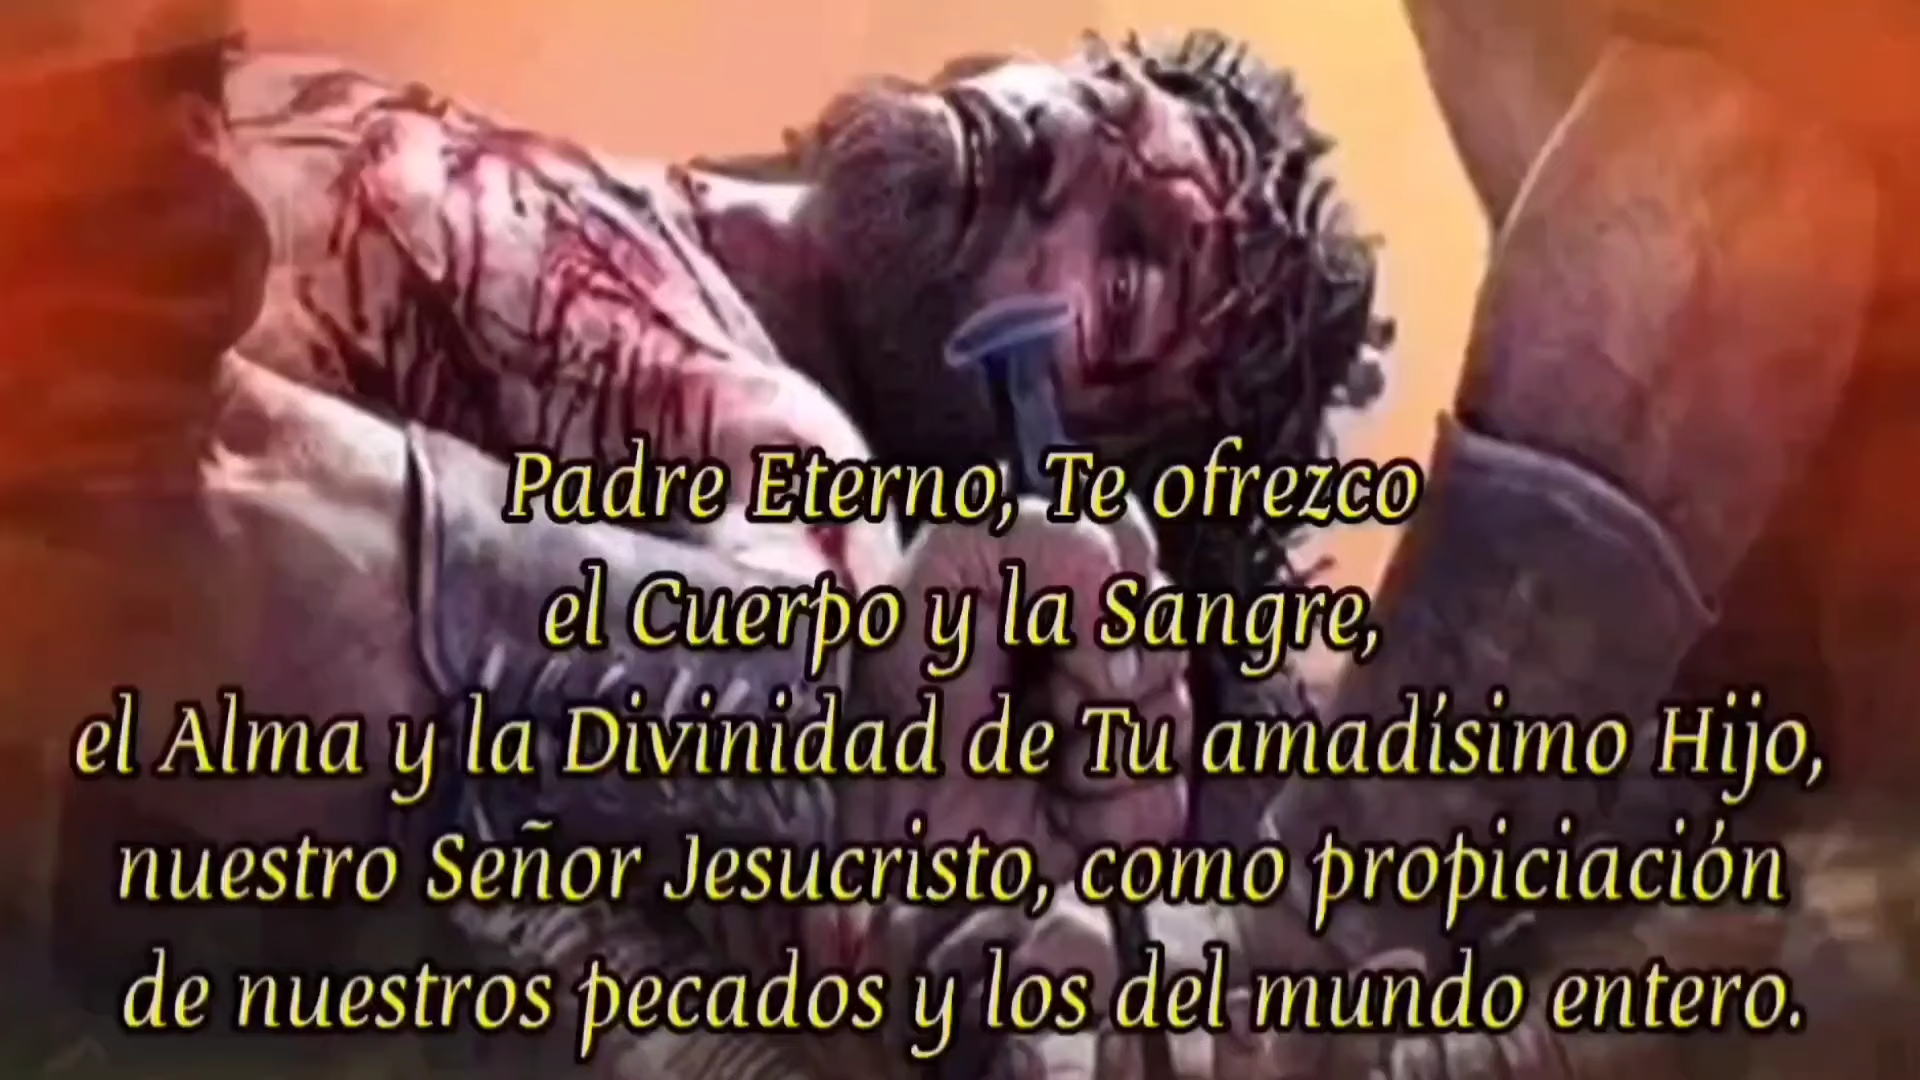 Padre Eterno, Te ofrezco
el Cuerpo y la Sangre,
el Alma y la Divinidad de Tu amadísimo Hijo,
nuestro Señor Jesucristo, como propiciación
de nuestros pecados y los del mundo entero.